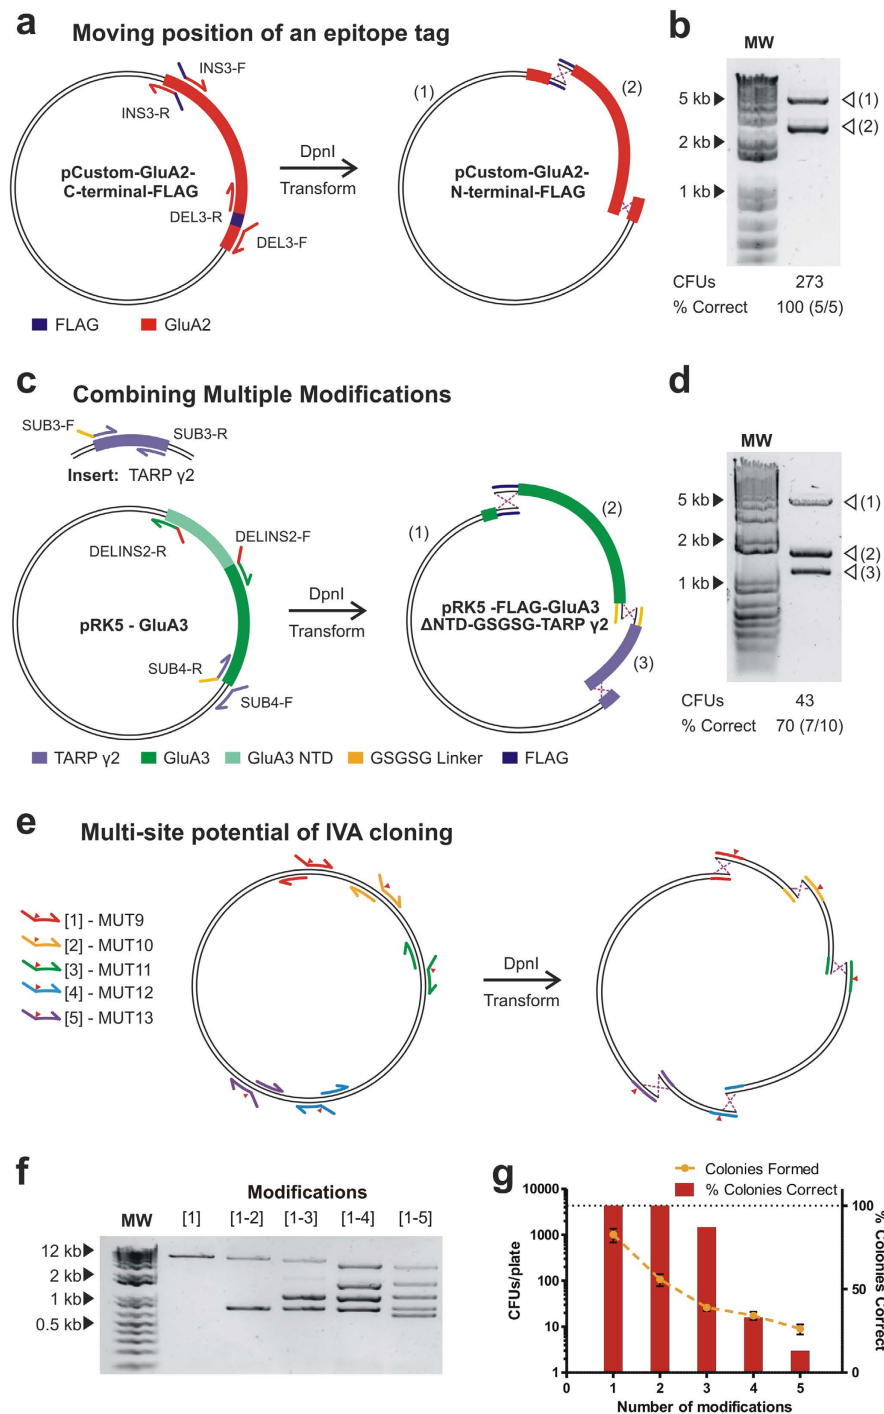 a Moving position of an epitope tag
INS3-F
INS3-R
pCustom-GluA2-
C-terminal-FLAG
DEL3-R
DEL3-F
DpnI
Transform
(1)
(2)
pCustom-GluA2-
N-terminal-FLAG
FLAG GluA2
b
MW
5 kb
2 kb
1 kb
(1)
(2)
CFUs 273
% Correct 100 (5/5)
c Combining Multiple Modifications
SUB3-F
SUB3-R
Insert: TARP γ2
DELINS2-R
DELINS2-F
pRK5 - GluA3
SUB4-R
SUB4-F
DpnI
Transform
(1)
(2)
pRK5 -FLAG-GluA3
ΔNTD-GSGSG-TARP γ2
(3)
TARP γ2 GluA3 GluA3 NTD GSGSG Linker FLAG
d
MW
5 kb
2 kb
1 kb
(1)
(2)
(3)
CFUs 43
% Correct 70 (7/10)
e Multi-site potential of IVA cloning
[1] - MUT9
[2] - MUT10
[3] - MUT11
[4] - MUT12
[5] - MUT13
DpnI
Transform
f
Modifications
MW [1] [1-2] [1-3] [1-4] [1-5]
12 kb
2 kb
1 kb
0.5 kb
g
Colonies Formed
% Colonies Correct
10000
1000
100
10
1
CFUs/plate
100
50
0
% Colonies Correct
0 1 2 3 4 5
Number of modifications